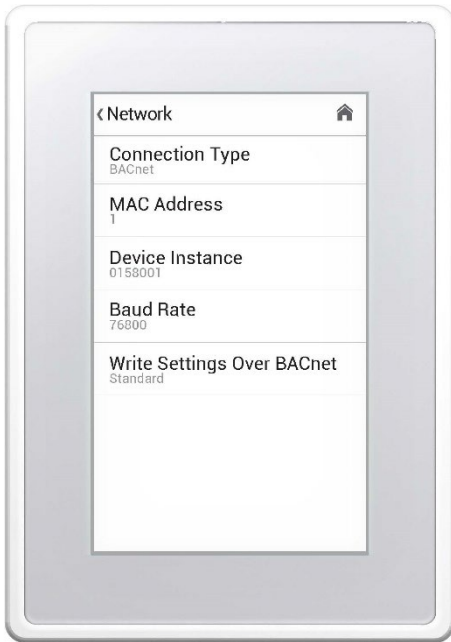 Network
Connection Type
BACnet
MAC Address
1
Device Instance
0158001
Baud Rate
76800
Write Settings Over BACnet
Standard